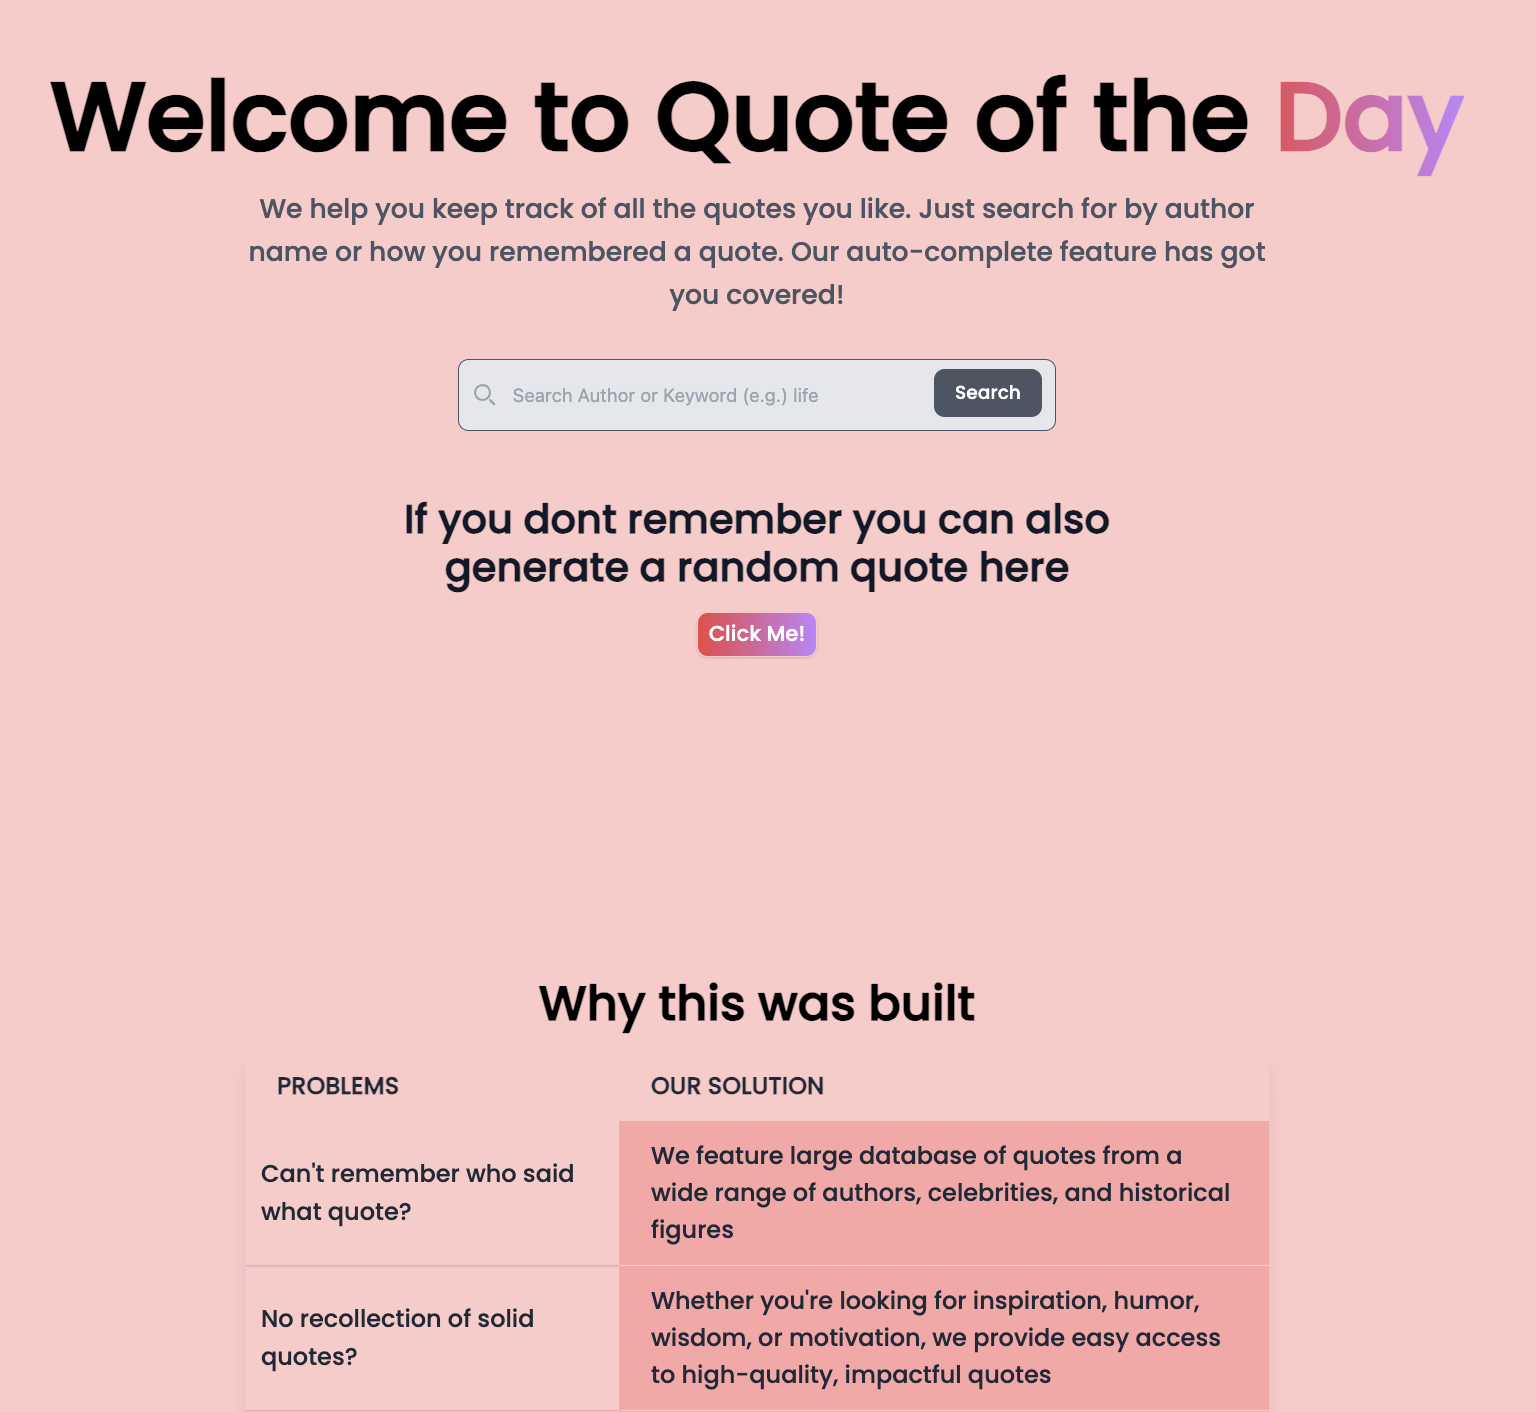 Welcome to Quote of the Day
We help you keep track of all the quotes you like. Just search for by author
name or how you remembered a quote. Our auto-complete feature has got
you covered!
Search Author or Keyword (e.g.) life
Search
If you dont remember you can also
generate a random quote here
Click Me!
Why this was built
PROBLEMS
OUR SOLUTION
Can't remember who said
what quote?
We feature large database of quotes from a
wide range of authors, celebrities, and historical
figures
No recollection of solid
quotes?
Whether you're looking for inspiration, humor,
wisdom, or motivation, we provide easy access
to high-quality, impactful quotes